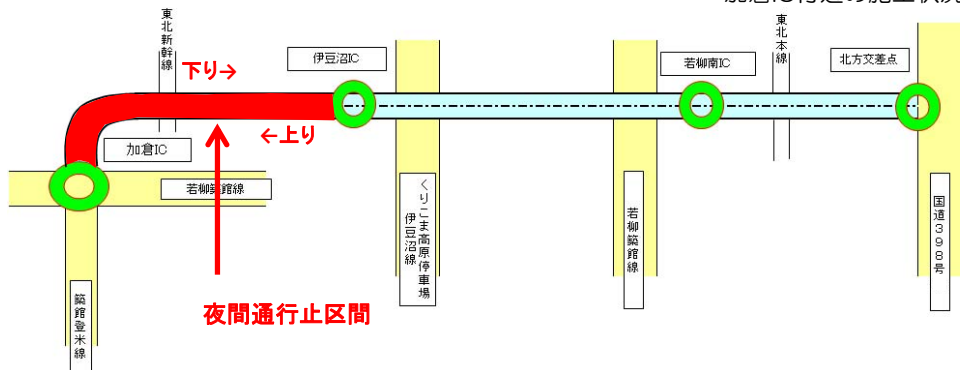 東北新幹線
下り→
伊豆沼IC
若柳南IC
東北本線
北方交差点
←上り
加倉IC
若柳築館線
くりこま高原停車場
伊豆沼線
若柳築館線
国道398号
築館登米線
夜間通行止区間